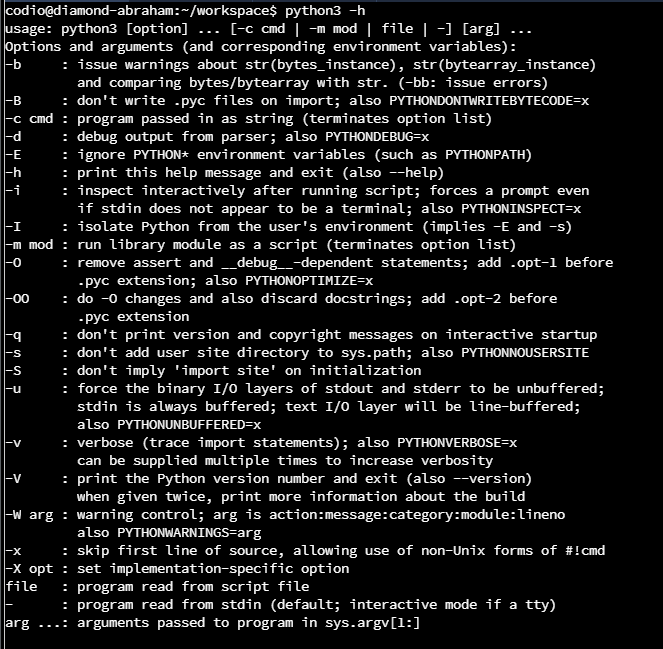 codio@diamond-abraham:~/workspace$ python3 -h
usage: python3 [option] ... [-c cmd | -m mod | file | -] [arg] ...
Options and arguments (and corresponding environment variables):
-b     : issue warnings about str(bytes_instance), str(bytearray_instance)
         and comparing bytes/bytearray with str. (-bb: issue errors)
-B     : don't write .pyc files on import; also PYTHONDONTWRITEBYTECODE=x
-c cmd : program passed in as string (terminates option list)
-d     : debug output from parser; also PYTHONDEBUG=x
-E     : ignore PYTHON* environment variables (such as PYTHONPATH)
-h     : print this help message and exit (also --help)
-i     : inspect interactively after running script; forces a prompt even
         if stdin does not appear to be a terminal; also PYTHONINSPECT=x
-I     : isolate Python from the user's environment (implies -E and -s)
-m mod : run library module as a script (terminates option list)
-O     : remove assert and __debug__-dependent statements; add .opt-1 before
         .pyc extension; also PYTHONOPTIMIZE=x
-OO    : do -O changes and also discard docstrings; add .opt-2 before
         .pyc extension
-q     : don't print version and copyright messages on interactive startup
-s     : don't add user site directory to sys.path; also PYTHONNOUSERSITE
-S     : don't imply 'import site' on initialization
-u     : force the binary I/O layers of stdout and stderr to be unbuffered;
         stdin is always buffered; text I/O layer will be line-buffered;
         also PYTHONUNBUFFERED=x
-v     : verbose (trace import statements); also PYTHONVERBOSE=x
         can be supplied multiple times to increase verbosity
-V     : print the Python version number and exit (also --version)
         when given twice, print more information about the build
-W arg : warning control; arg is action:message:category:module:lineno
         also PYTHONWARNINGS=arg
-x     : skip first line of source, allowing use of non-Unix forms of #!cmd
-X opt : set implementation-specific option
file   : program read from script file
-      : program read from stdin (default; interactive mode if a tty)
arg ...: arguments passed to program in sys.argv[1:]